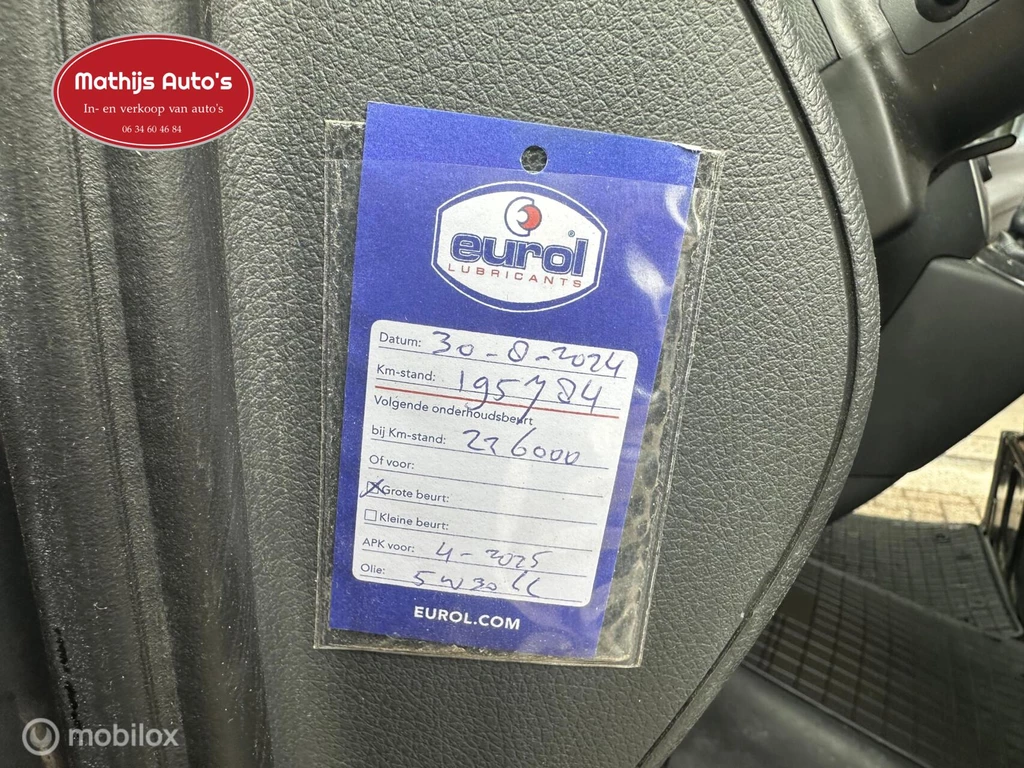 Mathijs Auto's
In- en verkoop van auto's
06 34 60 46 84
eurol®
LUBRICANTS
Datum: 30-8-2024
Km-stand: 195784
Volgende onderhoudsbeurt
bij Km-stand: 226000
Of voor:
Grote beurt:
Kleine beurt:
APK voor: 4-2025
Olie: 5w30 LL
EUROL.COM
mobilox